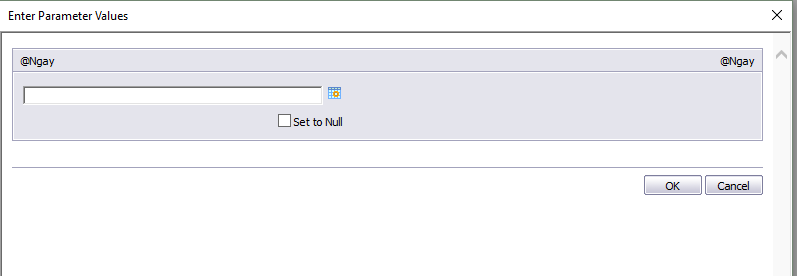 Enter Parameter Values
@Ngay @Ngay
Set to Null
OK Cancel